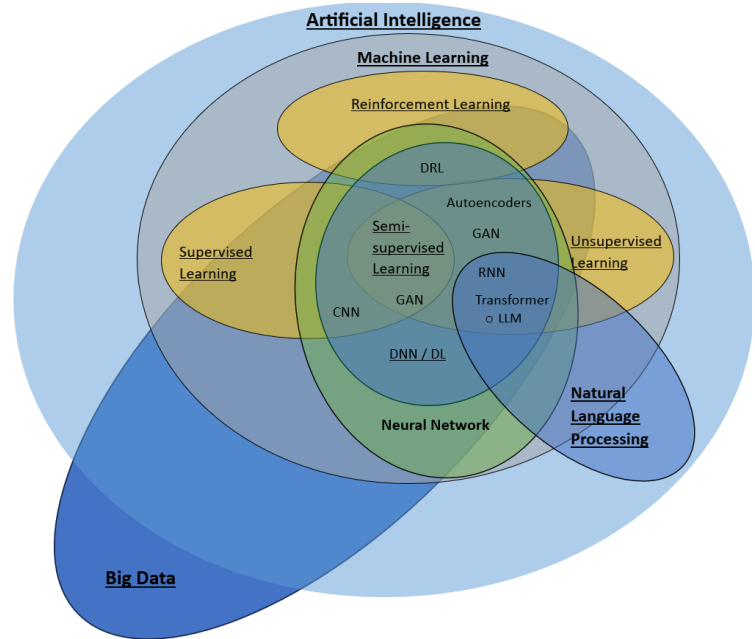 Artificial Intelligence
Machine Learning
Reinforcement Learning
DRL
Autoencoders
GAN
Supervised
Learning
Semi-
supervised
Learning
Unsupervised
Learning
RNN
GAN
Transformer
○ LLM
CNN
DNN / DL
Neural Network
Natural
Language
Processing
Big Data